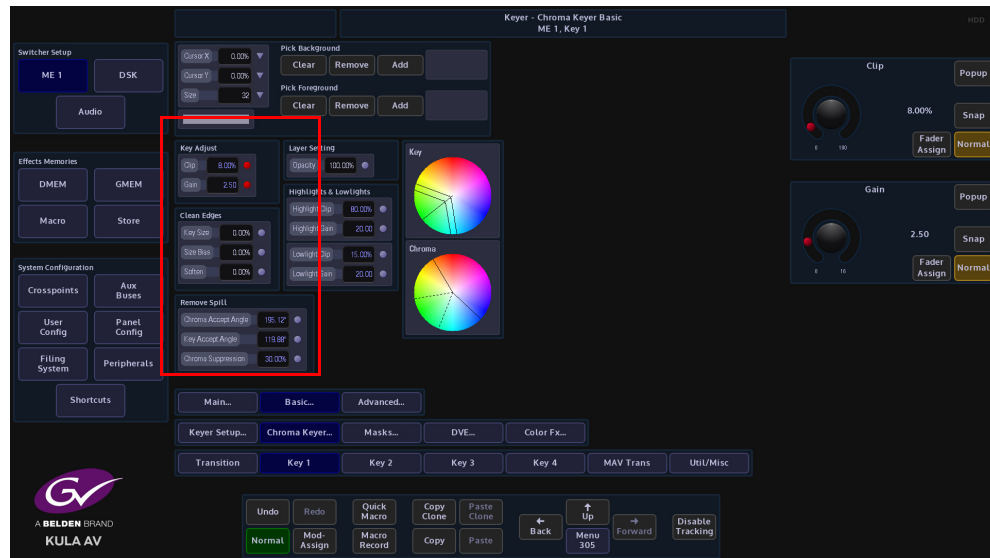 Keyer - Chroma Keyer Basic
ME 1, Key 1
HDD
Switcher Setup
ME 1
DSK
Audio
Effects Memories
DMEM
GMEM
Macro
Store
System Configuration
Crosspoints
Aux
Buses
User
Config
Panel
Config
Filing
System
Peripherals
Shortcuts
Cursor X 0.00%
Cursor Y 0.00%
Size 32
Pick Background
Clear Remove Add
Pick Foreground
Clear Remove Add
Key Adjust
Clip 8.00%
Gain 2.50
Clean Edges
Key Size 0.00%
Size Bias 0.00%
Soften 0.00%
Remove Spill
Chroma Accept Angle 195.12°
Key Accept Angle 119.88°
Chroma Suppression 30.00%
Layer Setting
Opacity 100.00%
Highlights & Lowlights
Highlight Clip 80.00%
Highlight Gain 20.00
Lowlight Clip 15.00%
Lowlight Gain 20.00
Key
Chroma
Clip
Popup
8.00%
Snap
0 100
Fader
Assign
Normal
Gain
Popup
2.50
Snap
0 16
Fader
Assign
Normal
Main... Basic... Advanced...
Keyer Setup... Chroma Keyer... Masks... DVE... Color Fx...
Transition Key 1 Key 2 Key 3 Key 4 MAV Trans Util/Misc
GV
A BELDEN BRAND
KULA AV
Undo
Redo
Quick
Macro
Copy
Clone
Paste
Clone
Normal
Mod-
Assign
Macro
Record
Copy
Paste
Back
Up
Menu
305
Forward
Disable
Tracking